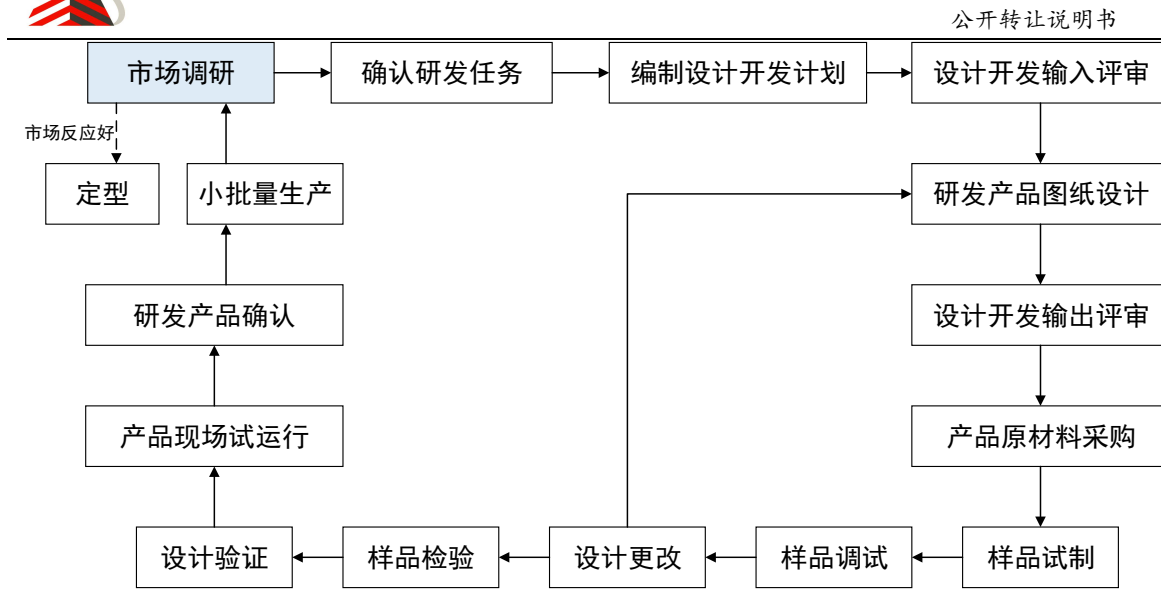 公开转让说明书
市场调研
确认研发任务
编制设计开发计划
设计开发输入评审
市场反应好
定型
小批量生产
研发产品图纸设计
研发产品确认
设计开发输出评审
产品现场试运行
产品原材料采购
设计验证
样品检验
设计更改
样品调试
样品试制